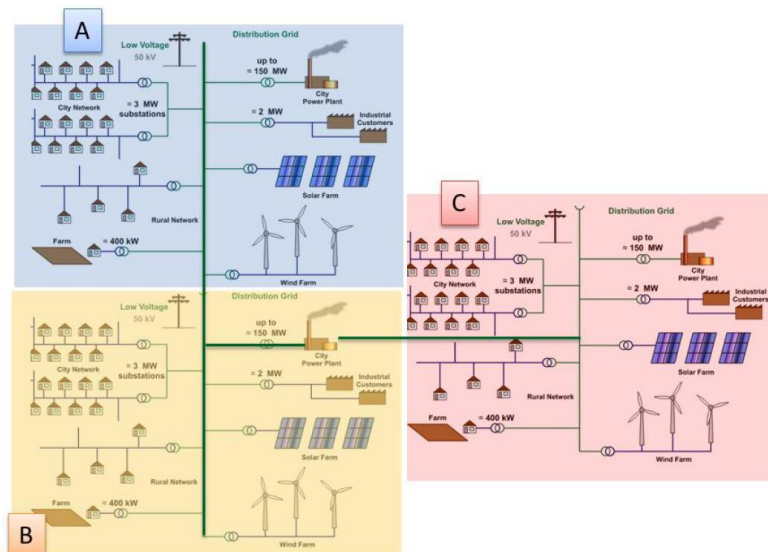 A
Low Voltage
50 kV
Distribution Grid
up to
≈ 150 MW
City
Power Plant
City Network
≈ 3 MW
substations
≈ 2 MW
Industrial
Customers
Solar Farm
Rural Network
Farm
≈ 400 kW
Wind Farm
B
Low Voltage
50 kV
Distribution Grid
up to
≈ 150 MW
City
Power Plant
City Network
≈ 3 MW
substations
≈ 2 MW
Industrial
Customers
Solar Farm
Rural Network
Farm
≈ 400 kW
Wind Farm
C
Low Voltage
50 kV
Distribution Grid
up to
≈ 150 MW
City
Power Plant
City Network
≈ 3 MW
substations
≈ 2 MW
Industrial
Customers
Solar Farm
Rural Network
Farm
≈ 400 kW
Wind Farm